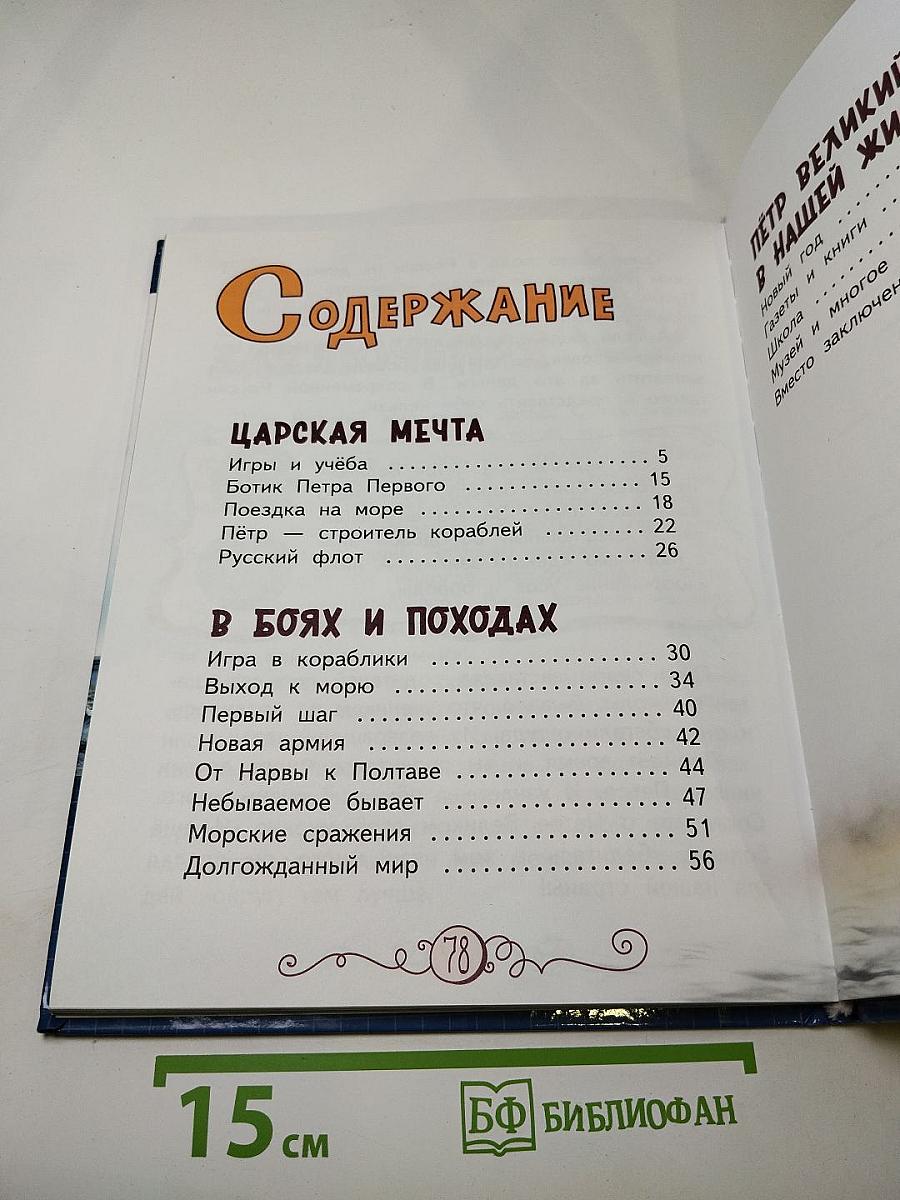 Содержание
ЦАРСКАЯ МЕЧТА
Игры и учёба .......................... 5
Ботик Петра Первого .................. 15
Поездка на море ...................... 18
Пётр — строитель кораблей ......... 22
Русский флот ........................ 26
В БОЯХ И ПОХОДАХ
Игра в кораблики .................... 30
Выход к морю ........................ 34
Первый шаг .......................... 40
Новая армия ......................... 42
От Нарвы к Полтаве .................. 44
Небываемое бывает ................... 47
Морские сражения .................... 51
Долгожданный мир .................... 56
78
ПЁТР ВЕЛИКИЙ
В НАШЕЙ
Новый год ......
Газеты и книги ..
Школа .........
Музей и многое
Вместо
15 см
БФ БИБЛИОФАН